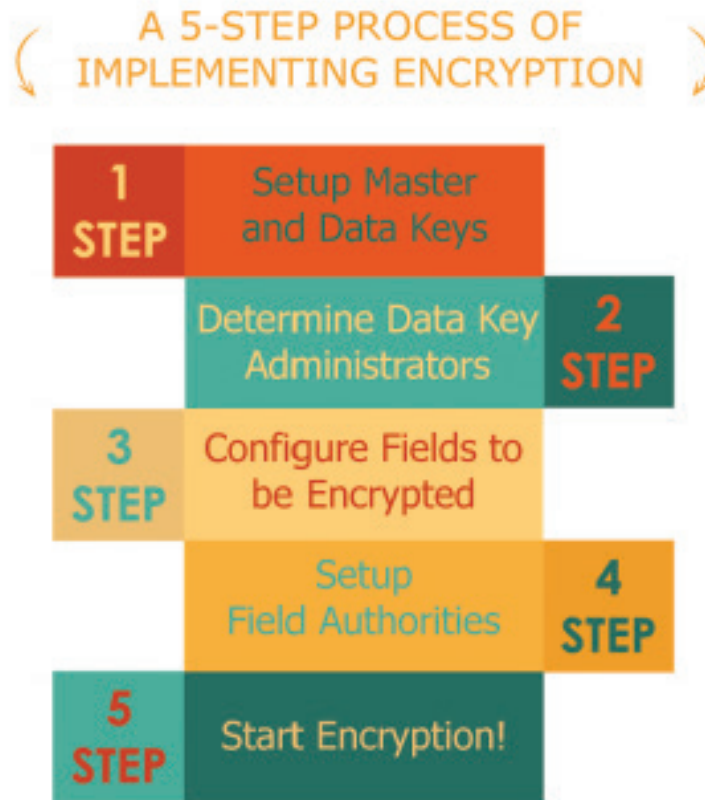 A 5-STEP PROCESS OF
IMPLEMENTING ENCRYPTION
1
STEP
Setup Master
and Data Keys
Determine Data Key
Administrators
2
STEP
3
STEP
Configure Fields to
be Encrypted
Setup
Field Authorities
4
STEP
5
STEP
Start Encryption!